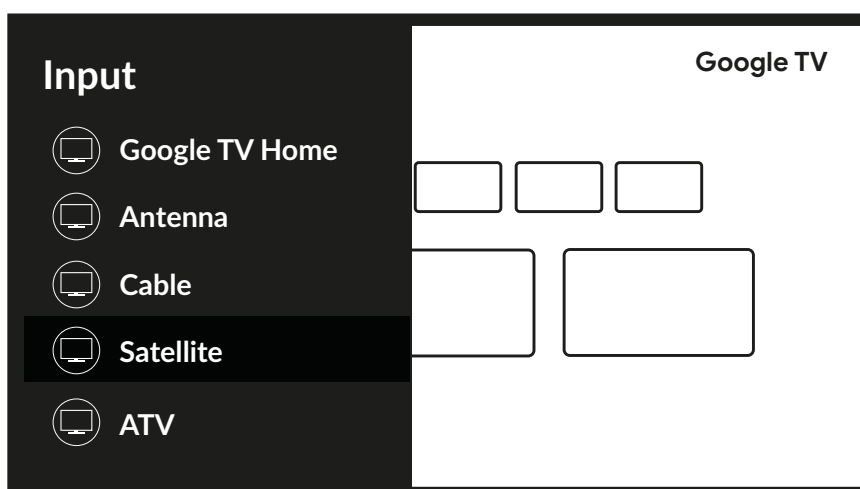 Input
Google TV
Google TV Home
Antenna
Cable
Satellite
ATV